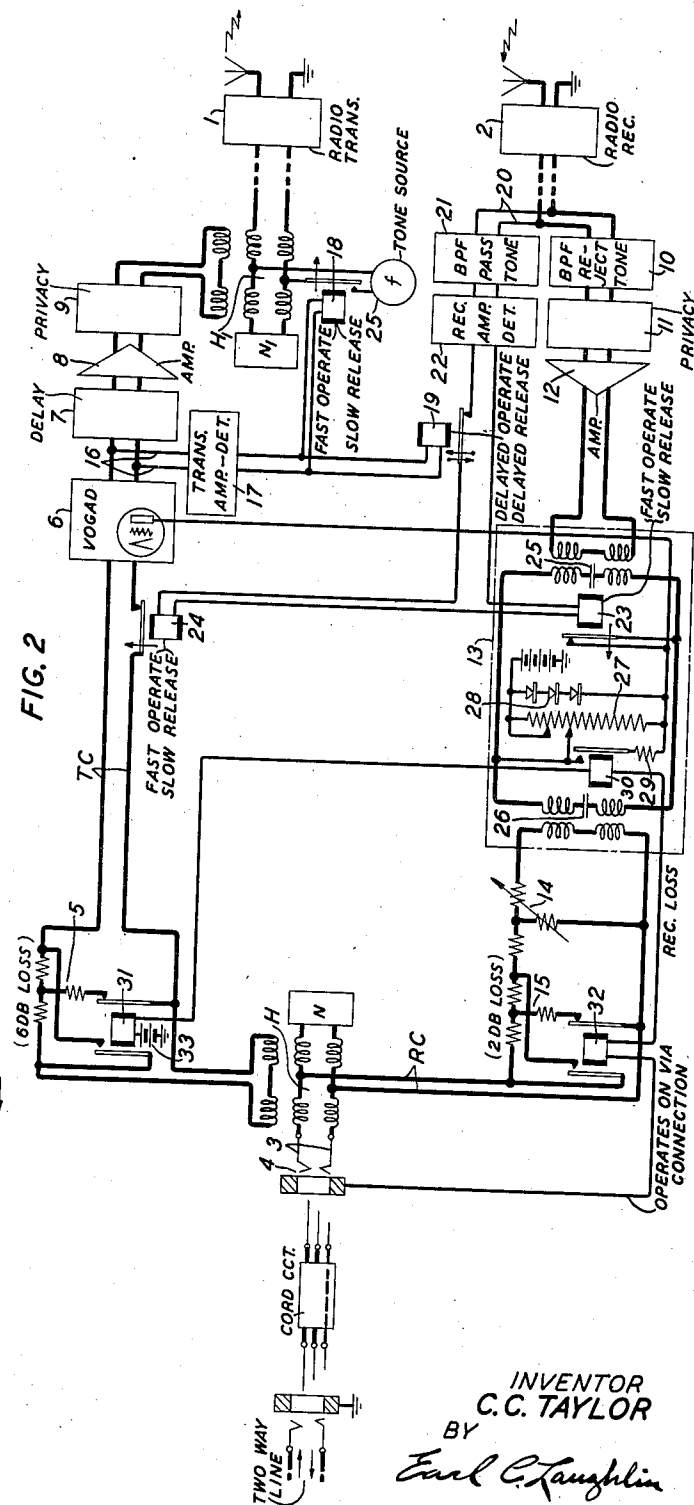 FIG. 2
TWO WAY
LINE
CORD CCT.
4
3
H
N
(6DB LOSS)
5
31
33
TC
24
FAST OPERATE
SLOW RELEASE
VOGAD
6
16
DELAY
7
8
AMP.
PRIVACY
9
TRANS.
AMP.-DET.
17
H1
N1
FAST OPERATE
SLOW RELEASE
18
25
f
TONE SOURCE
1
RADIO
TRANS.
19
DELAYED OPERATE
DELAYED RELEASE
REC.
AMP.
DET.
22
BPF
PASS
TONE
21
20
BPF
RE-
JECT
TONE
10
11
PRIVACY
12
AMP.
2
RADIO
REC.
FAST OPERATE
SLOW RELEASE
13
25
23
28
27
29
30
26
REC. LOSS
14
(2DB LOSS)
15
32
RC
OPERATES ON VIA
CONNECTION
INVENTOR
C.C. TAYLOR
BY
Earl C. Laughlin